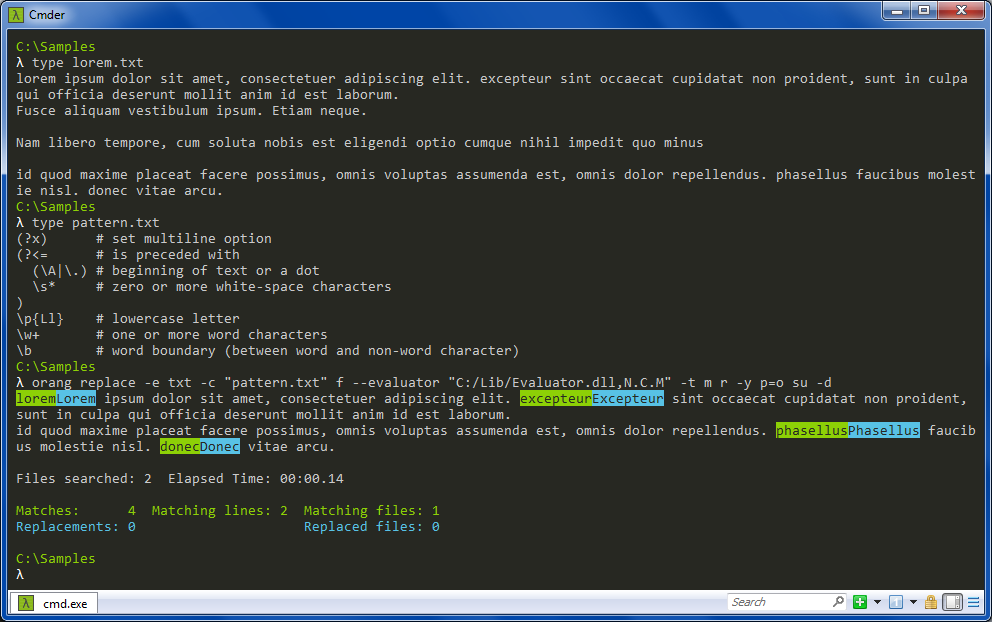 Cmder
C:\Samples
λ type lorem.txt
lorem ipsum dolor sit amet, consectetuer adipiscing elit. excepteur sint occaecat cupidatat non proident, sunt in culpa
qui officia deserunt mollit anim id est laborum.
Fusce aliquam vestibulum ipsum. Etiam neque.
Nam libero tempore, cum soluta nobis est eligendi optio cumque nihil impedit quo minus
id quod maxime placeat facere possimus, omnis voluptas assumenda est, omnis dolor repellendus. phasellus faucibus molest
ie nisl. donec vitae arcu.
C:\Samples
λ type pattern.txt
(?x)      # set multiline option
(?<=      # is preceded with
  (\A|\.) # beginning of text or a dot
  \s*     # zero or more white-space characters
)
\p{Ll}    # lowercase letter
\w+       # one or more word characters
\b        # word boundary (between word and non-word character)
C:\Samples
λ orang replace -e txt -c "pattern.txt" f --evaluator "C:/Lib/Evaluator.dll,N.C.M" -t m r -y p=o su -d
loremLorem ipsum dolor sit amet, consectetuer adipiscing elit. excepteurExcepteur sint occaecat cupidatat non proident,
sunt in culpa qui officia deserunt mollit anim id est laborum.
id quod maxime placeat facere possimus, omnis voluptas assumenda est, omnis dolor repellendus. phasellusPhasellus faucib
us molestie nisl. donecDonec vitae arcu.
Files searched: 2  Elapsed Time: 00:00.14
Matches:      4  Matching lines: 2  Matching files: 1
Replacements: 0                     Replaced files: 0
C:\Samples
λ
λ cmd.exe
Search